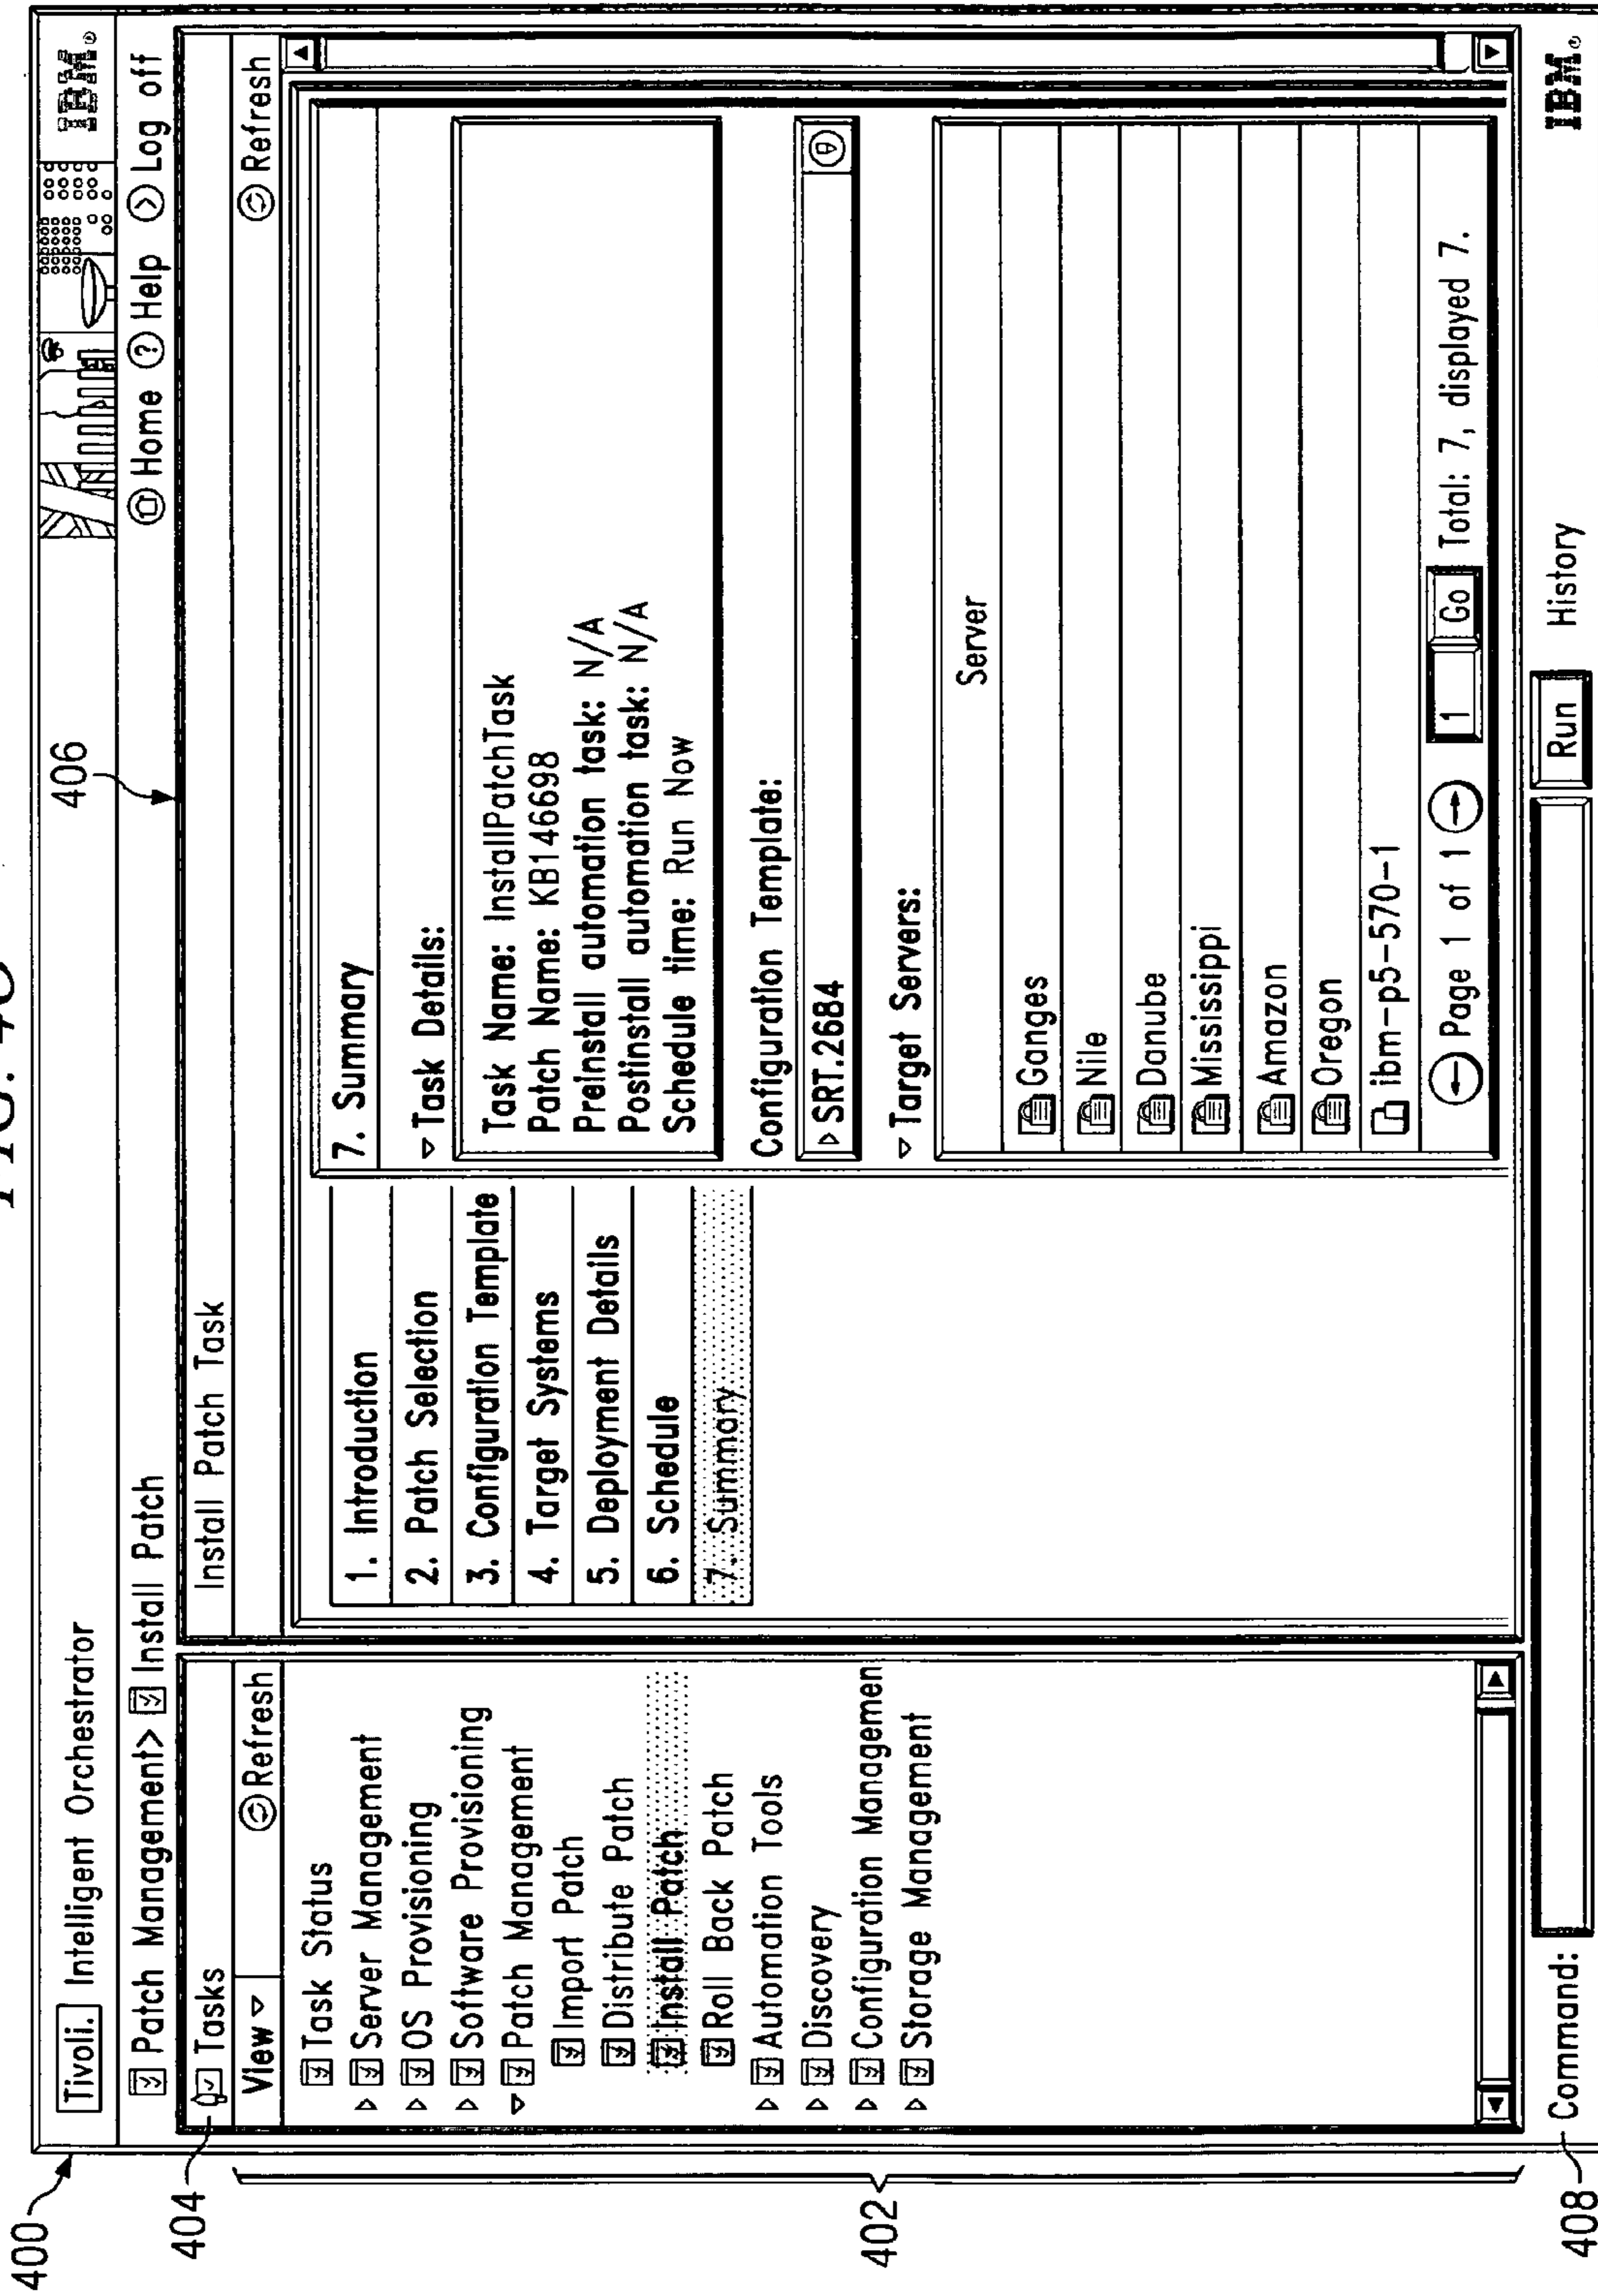 400
406
Tivoli. Intelligent Orchestrator
IBM
Patch Management> Install Patch
Home ? Help Log off
404
Tasks
View Refresh
Task Status
Server Management
OS Provisioning
Software Provisioning
Patch Management
Import Patch
Distribute Patch
Install Patch
Roll Back Patch
Automation Tools
Discovery
Configuration Managemen
Storage Management
402
Install Patch Task
Refresh
1. Introduction
2. Patch Selection
3. Configuration Template
4. Target Systems
5. Deployment Details
6. Schedule
7. Summary
7. Summary
Task Details:
Task Name: InstallPatchTask
Patch Name: KB146698
Preinstall automation task: N/A
Postinstall automation task: N/A
Schedule time: Run Now
Configuration Template:
SRT.2684
Target Servers:
Server
Ganges
Nile
Danube
Mississippi
Amazon
Oregon
ibm-p5-570-1
Page 1 of 1 1 Go Total: 7, displayed 7.
408
Command: Run History
IBM